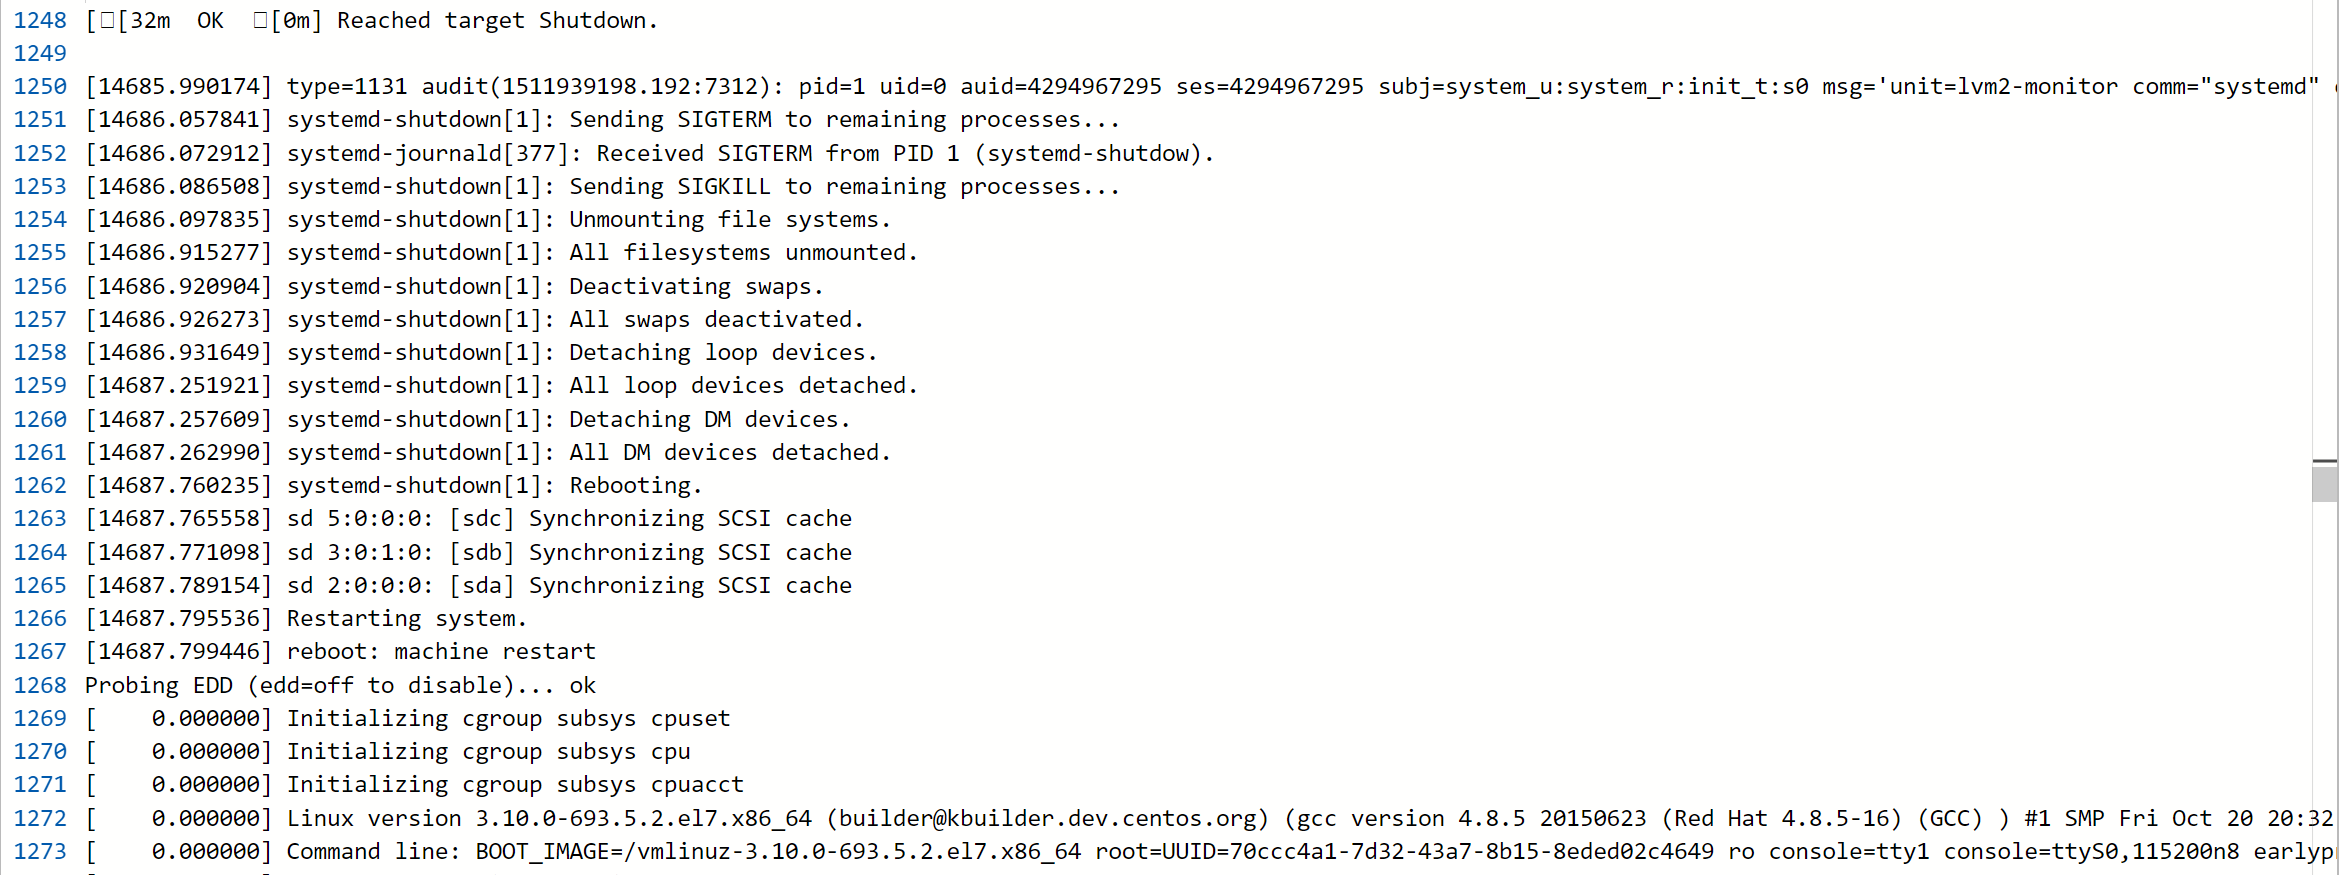 1248 [□[32m  OK  □[0m] Reached target Shutdown.
1249
1250 [14685.990174] type=1131 audit(1511939198.192:7312): pid=1 uid=0 auid=4294967295 ses=4294967295 subj=system_u:system_r:init_t:s0 msg='unit=lvm2-monitor comm="systemd"
1251 [14686.057841] systemd-shutdown[1]: Sending SIGTERM to remaining processes...
1252 [14686.072912] systemd-journald[377]: Received SIGTERM from PID 1 (systemd-shutdow).
1253 [14686.086508] systemd-shutdown[1]: Sending SIGKILL to remaining processes...
1254 [14686.097835] systemd-shutdown[1]: Unmounting file systems.
1255 [14686.915277] systemd-shutdown[1]: All filesystems unmounted.
1256 [14686.920904] systemd-shutdown[1]: Deactivating swaps.
1257 [14686.926273] systemd-shutdown[1]: All swaps deactivated.
1258 [14686.931649] systemd-shutdown[1]: Detaching loop devices.
1259 [14687.251921] systemd-shutdown[1]: All loop devices detached.
1260 [14687.257609] systemd-shutdown[1]: Detaching DM devices.
1261 [14687.262990] systemd-shutdown[1]: All DM devices detached.
1262 [14687.760235] systemd-shutdown[1]: Rebooting.
1263 [14687.765558] sd 5:0:0:0: [sdc] Synchronizing SCSI cache
1264 [14687.771098] sd 3:0:1:0: [sdb] Synchronizing SCSI cache
1265 [14687.789154] sd 2:0:0:0: [sda] Synchronizing SCSI cache
1266 [14687.795536] Restarting system.
1267 [14687.799446] reboot: machine restart
1268 Probing EDD (edd=off to disable)... ok
1269 [    0.000000] Initializing cgroup subsys cpuset
1270 [    0.000000] Initializing cgroup subsys cpu
1271 [    0.000000] Initializing cgroup subsys cpuacct
1272 [    0.000000] Linux version 3.10.0-693.5.2.el7.x86_64 (builder@kbuilder.dev.centos.org) (gcc version 4.8.5 20150623 (Red Hat 4.8.5-16) (GCC) ) #1 SMP Fri Oct 20 20:32
1273 [    0.000000] Command line: BOOT_IMAGE=/vmlinuz-3.10.0-693.5.2.el7.x86_64 root=UUID=70ccc4a1-7d32-43a7-8b15-8eded02c4649 ro console=tty1 console=ttyS0,115200n8 earlyp